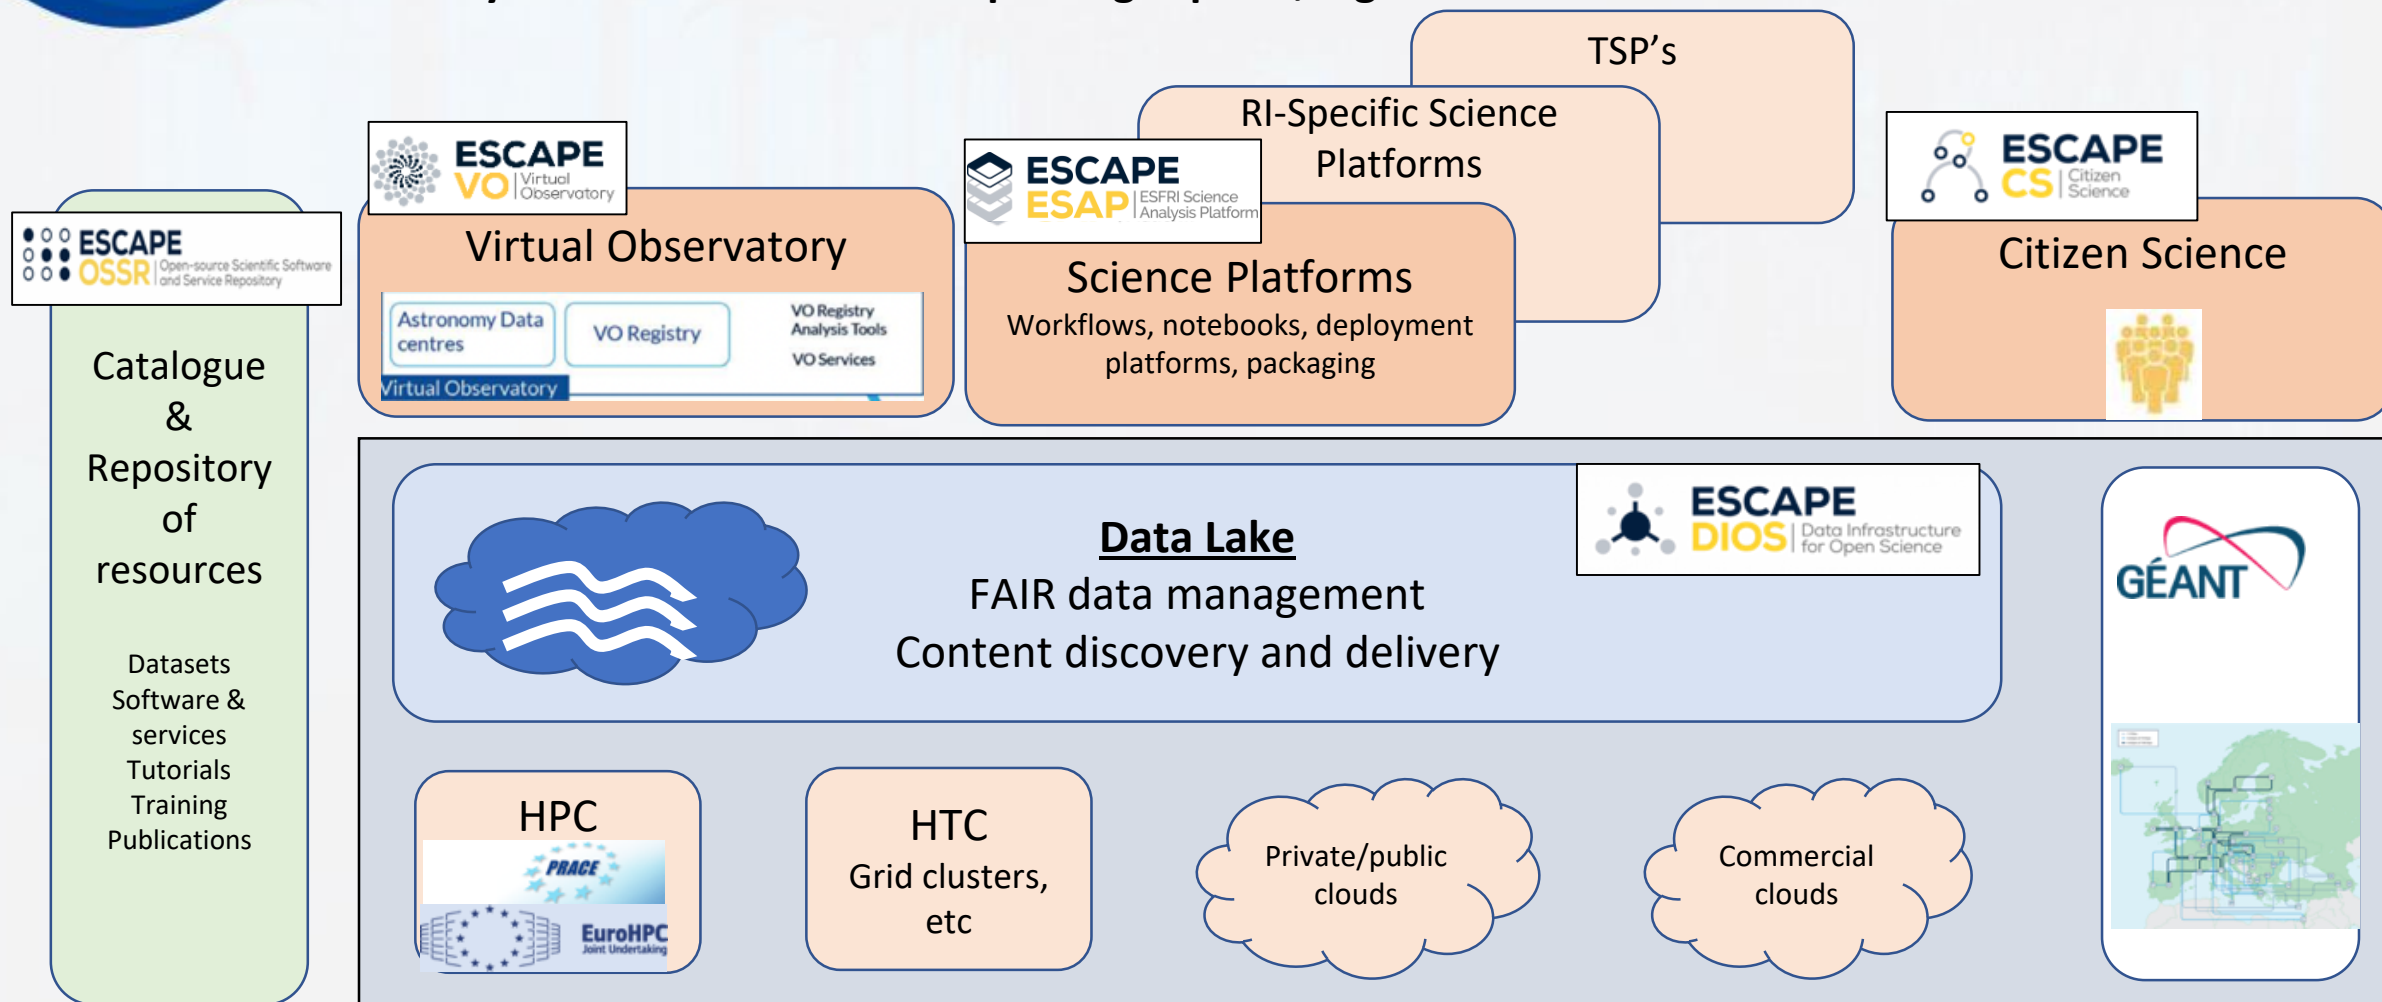 TSP's
RI-Specific Science
Platforms
ESCAPE
VO Virtual
Observatory
ESCAPE
ESAP ESFRI Science
Analysis Platform
ESCAPE
CS Citizen
Science
ESCAPE
OSSR Open-source Scientific Software
and Service Repository
Virtual Observatory
Astronomy Data
centres
VO Registry
VO Registry
Analysis Tools
VO Services
Virtual Observatory
Science Platforms
Workflows, notebooks, deployment
platforms, packaging
Citizen Science
Catalogue
&
Repository
of
resources
Datasets
Software &
services
Tutorials
Training
Publications
Data Lake
FAIR data management
Content discovery and delivery
ESCAPE
DIOS Data Infrastructure
for Open Science
GÉANT
HPC
PRACE
EuroHPC
Joint Undertaking
HTC
Grid clusters,
etc
Private/public
clouds
Commercial
clouds